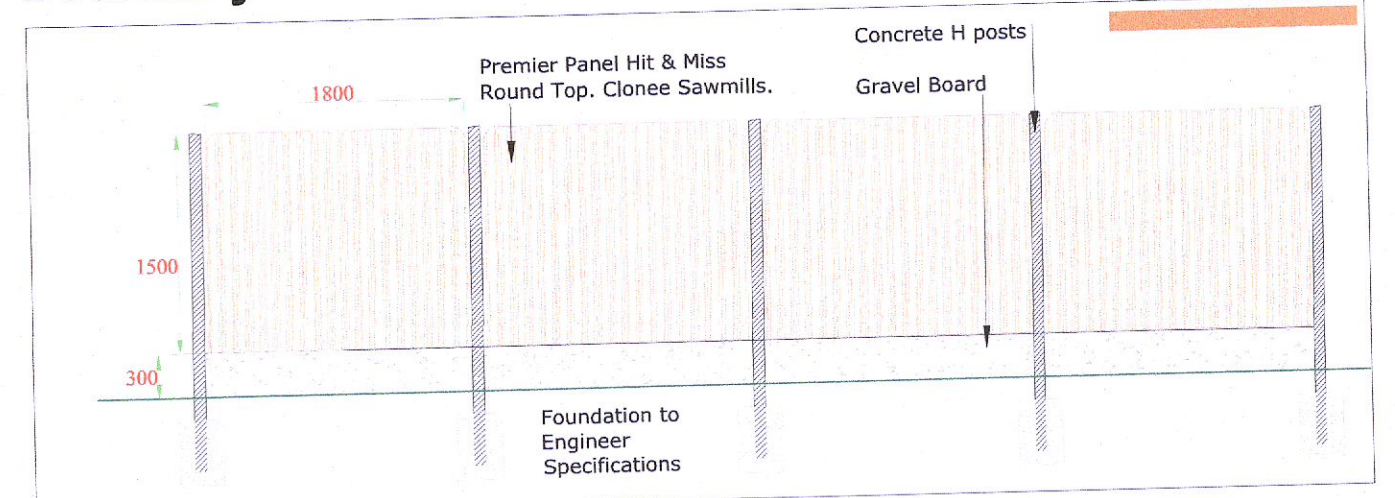 Concrete H posts
Premier Panel Hit & Miss
Round Top. Clonee Sawmills.
Gravel Board
1800
1500
300
Foundation to
Engineer
Specifications